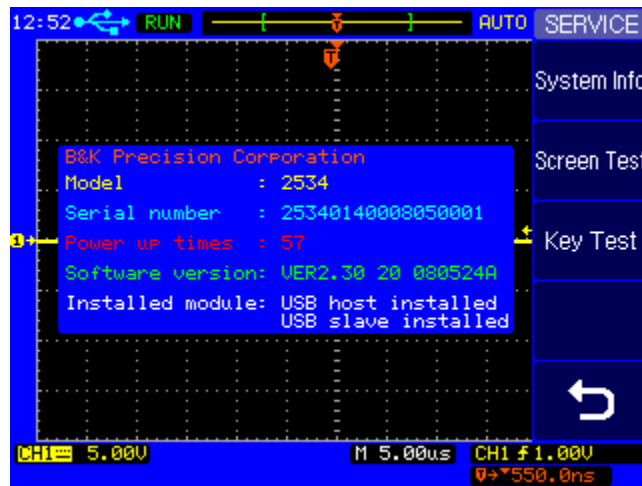 12:52 RUN T AUTO SERVICE
T
System Info
B&K Precision Corporation
Model : 2534
Screen Test
Serial number : 25340140008050001
1 Power up times : 57
Key Test
Software version: VER2.30 20 080524A
Installed module: USB host installed
USB slave installed
CH1 5.00V M 5.00us CH1 1.00V
T 550.0ns